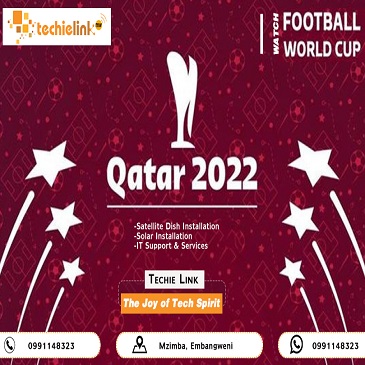 techielink
WATCH
FOOTBALL
WORLD CUP
Qatar 2022
-Satellite Dish Installation
-Solar Installation
-IT Support & Services
Techie Link
The Joy of Tech Spirit
0991148323
Mzimba, Embangweni
0991148323